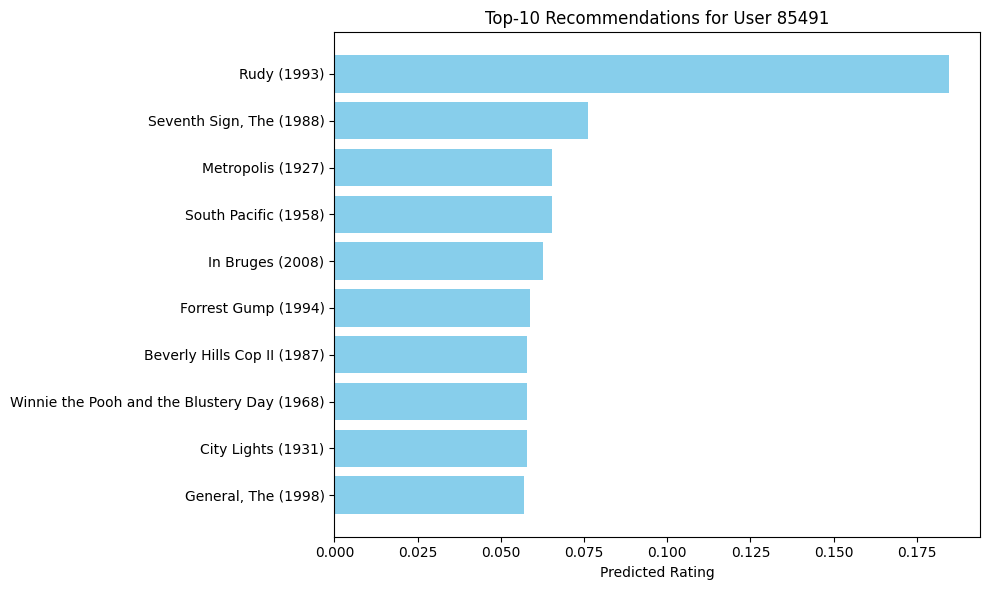 Top-10 Recommendations for User 85491
Rudy (1993)
Seventh Sign, The (1988)
Metropolis (1927)
South Pacific (1958)
In Bruges (2008)
Forrest Gump (1994)
Beverly Hills Cop II (1987)
Winnie the Pooh and the Blustery Day (1968)
City Lights (1931)
General, The (1998)
0.000 0.025 0.050 0.075 0.100 0.125 0.150 0.175
Predicted Rating